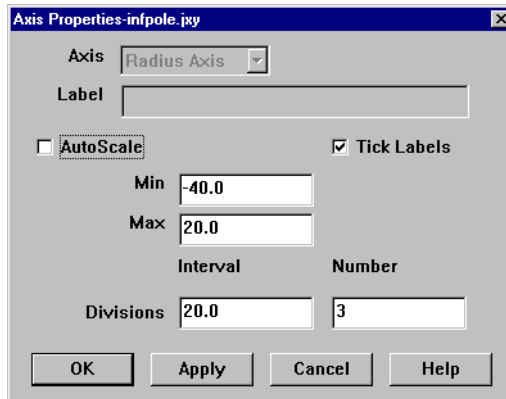 Axis Properties-infpole.jxy
Axis Radius Axis
Label
AutoScale Tick Labels
Min -40.0
Max 20.0
Interval Number
Divisions 20.0 3
OK Apply Cancel Help